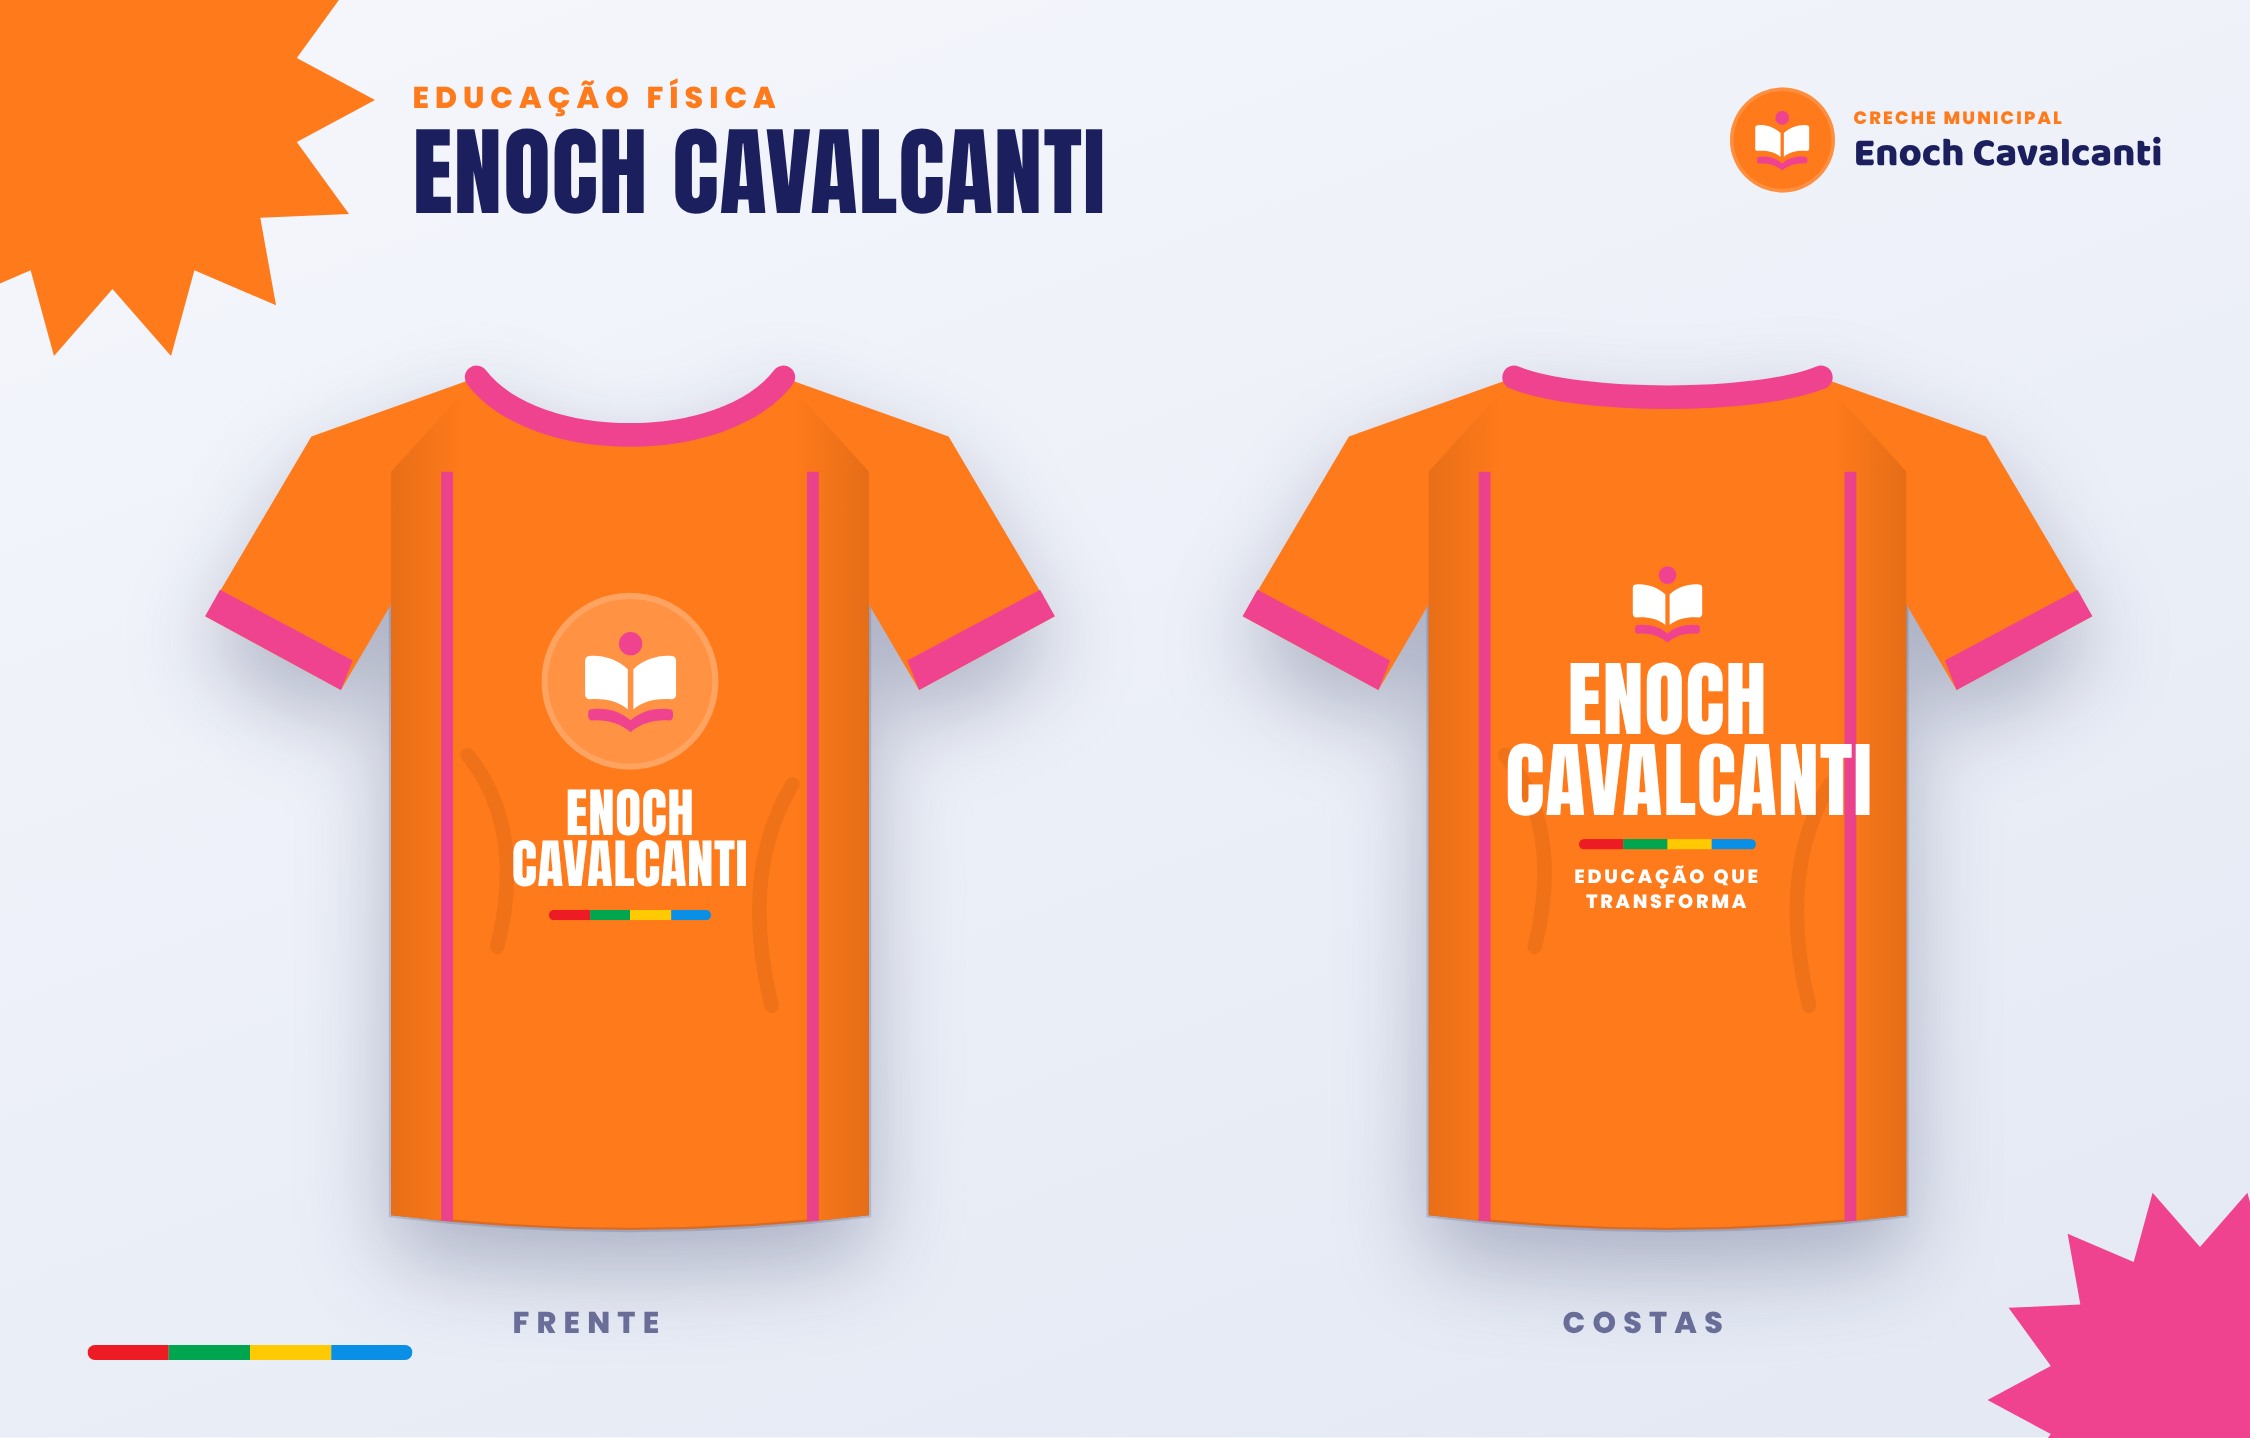 EDUCAÇÃO FÍSICA
ENOCH CAVALCANTI
CRECHE MUNICIPAL
Enoch Cavalcanti
ENOCH
CAVALCANTI
ENOCH
CAVALCANTI
EDUCAÇÃO QUE
TRANSFORMA
FRENTE
COSTAS